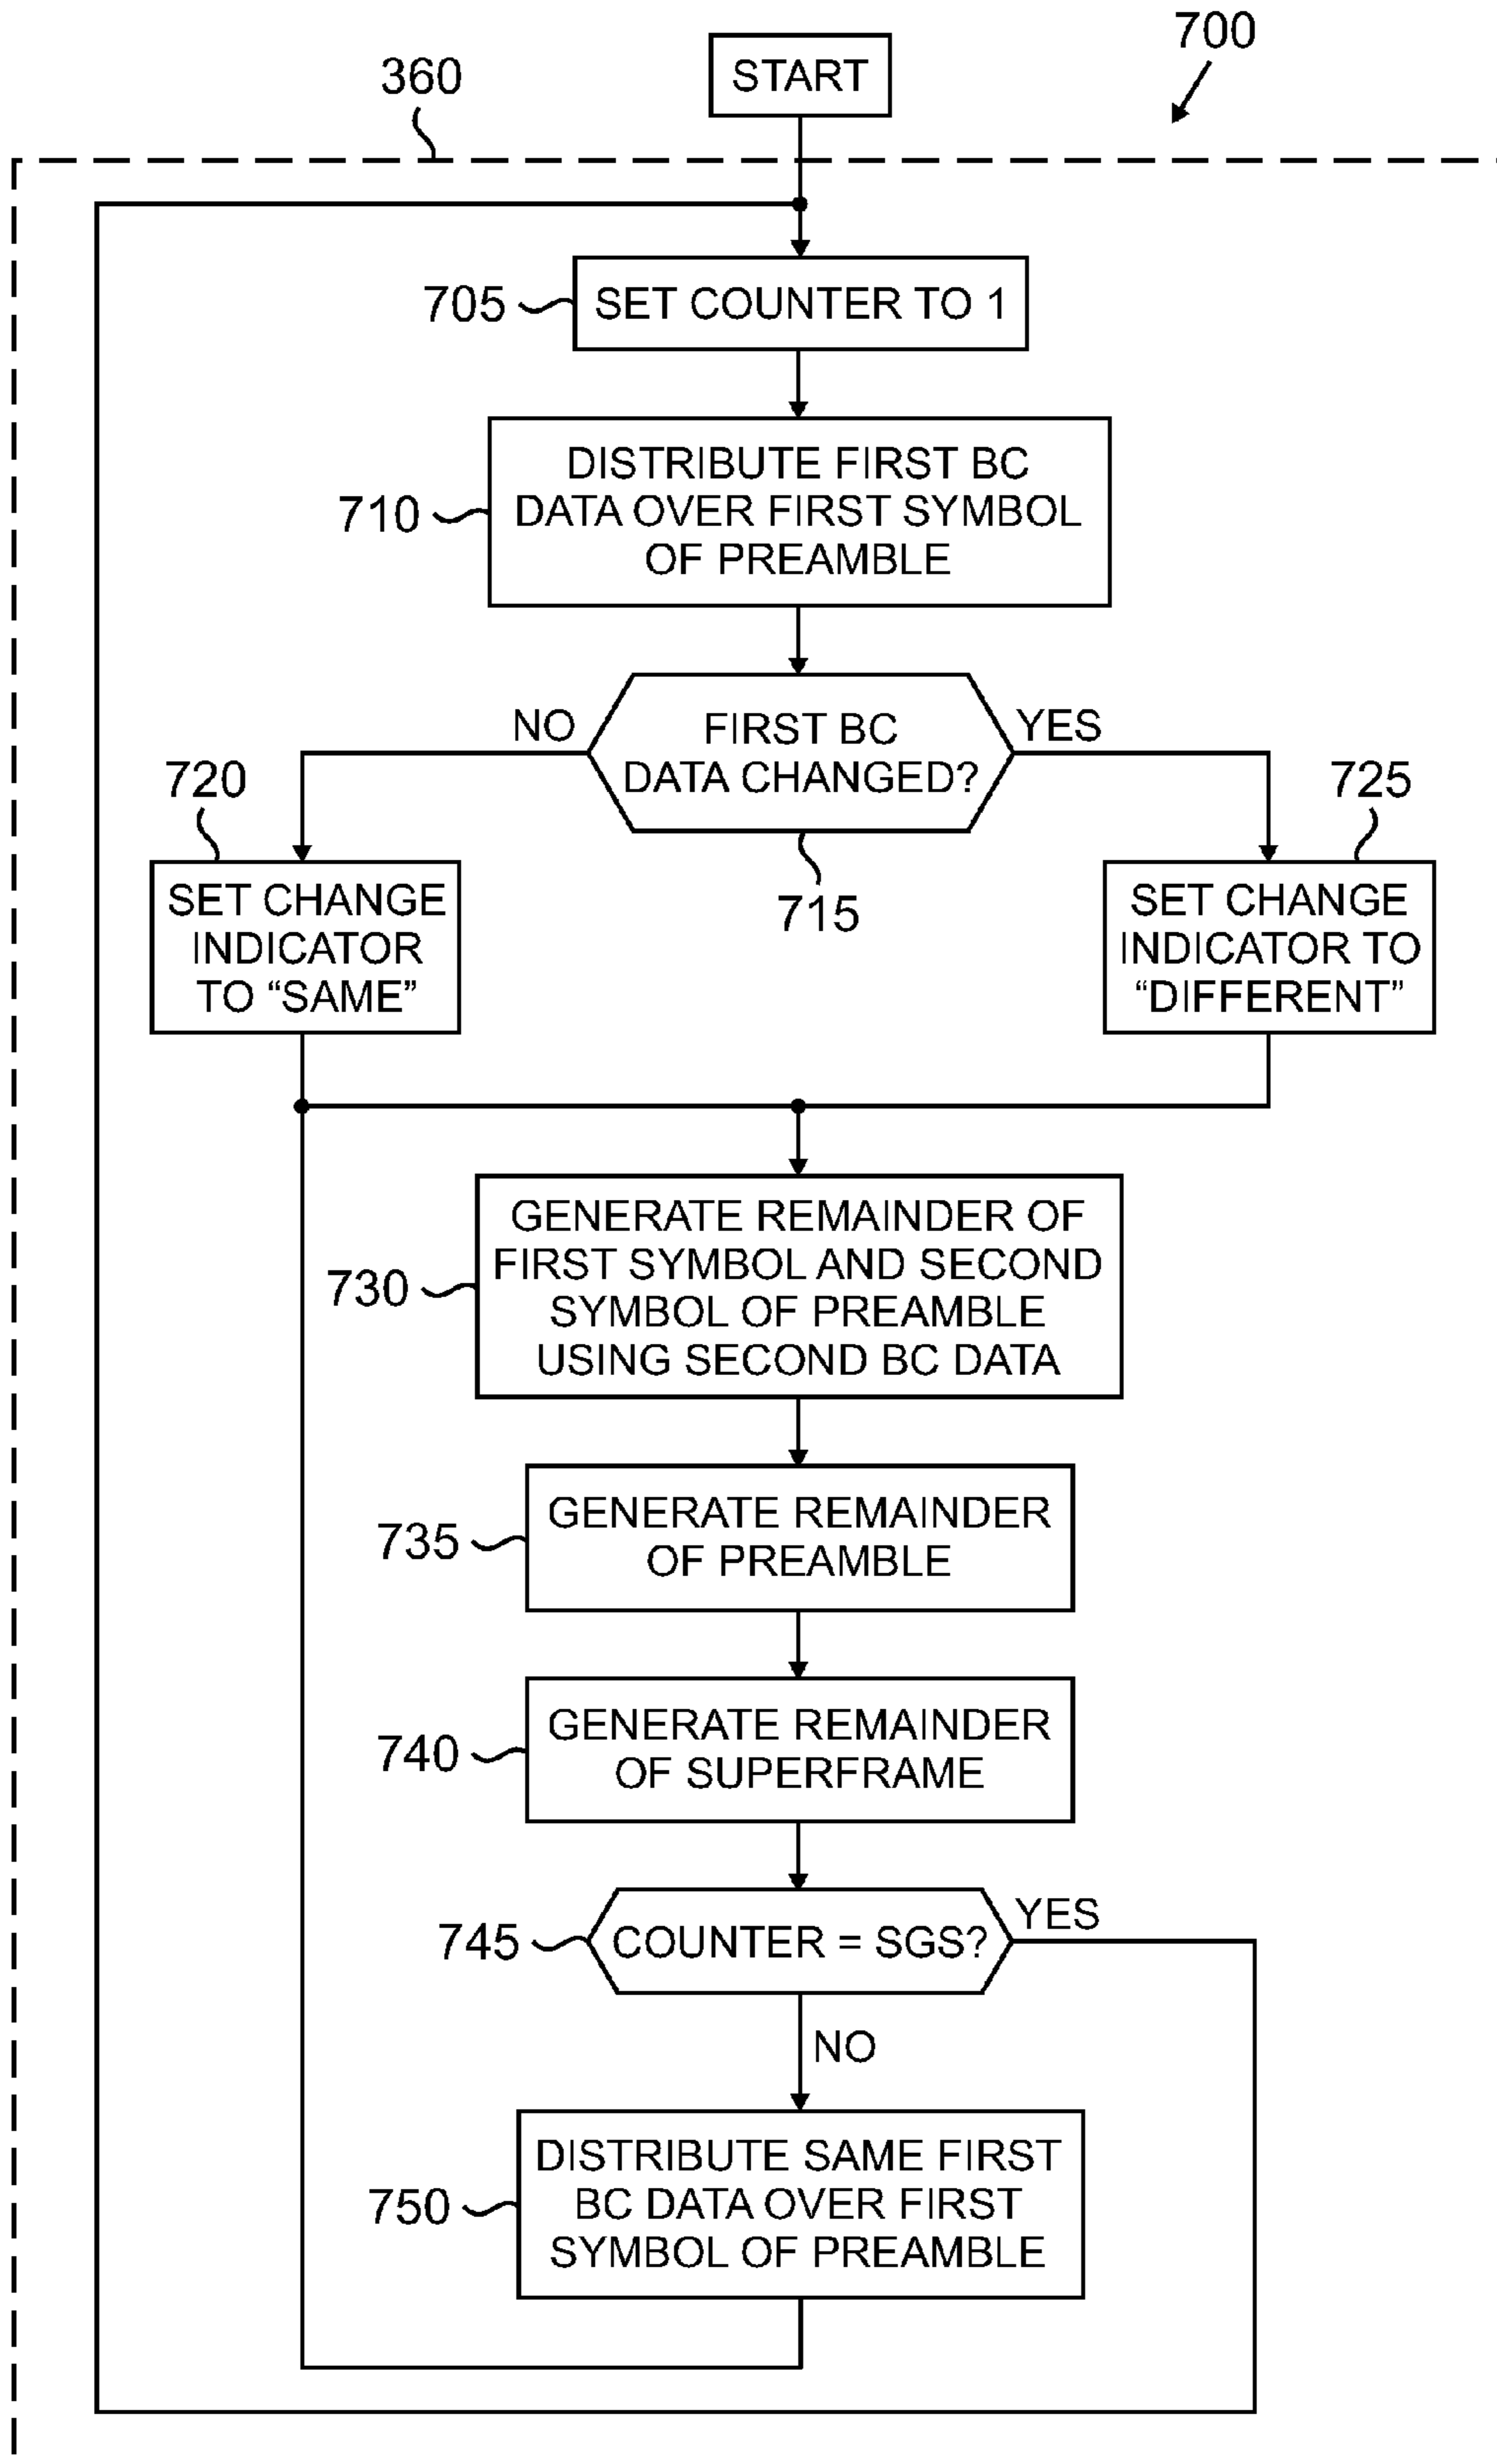 700
360
START
705
SET COUNTER TO 1
710
DISTRIBUTE FIRST BC
DATA OVER FIRST SYMBOL
OF PREAMBLE
NO
FIRST BC
DATA CHANGED?
YES
715
720
SET CHANGE
INDICATOR
TO “SAME”
725
SET CHANGE
INDICATOR TO
“DIFFERENT”
730
GENERATE REMAINDER OF
FIRST SYMBOL AND SECOND
SYMBOL OF PREAMBLE
USING SECOND BC DATA
735
GENERATE REMAINDER
OF PREAMBLE
740
GENERATE REMAINDER
OF SUPERFRAME
745
COUNTER = SGS?
YES
NO
750
DISTRIBUTE SAME FIRST
BC DATA OVER FIRST
SYMBOL OF PREAMBLE